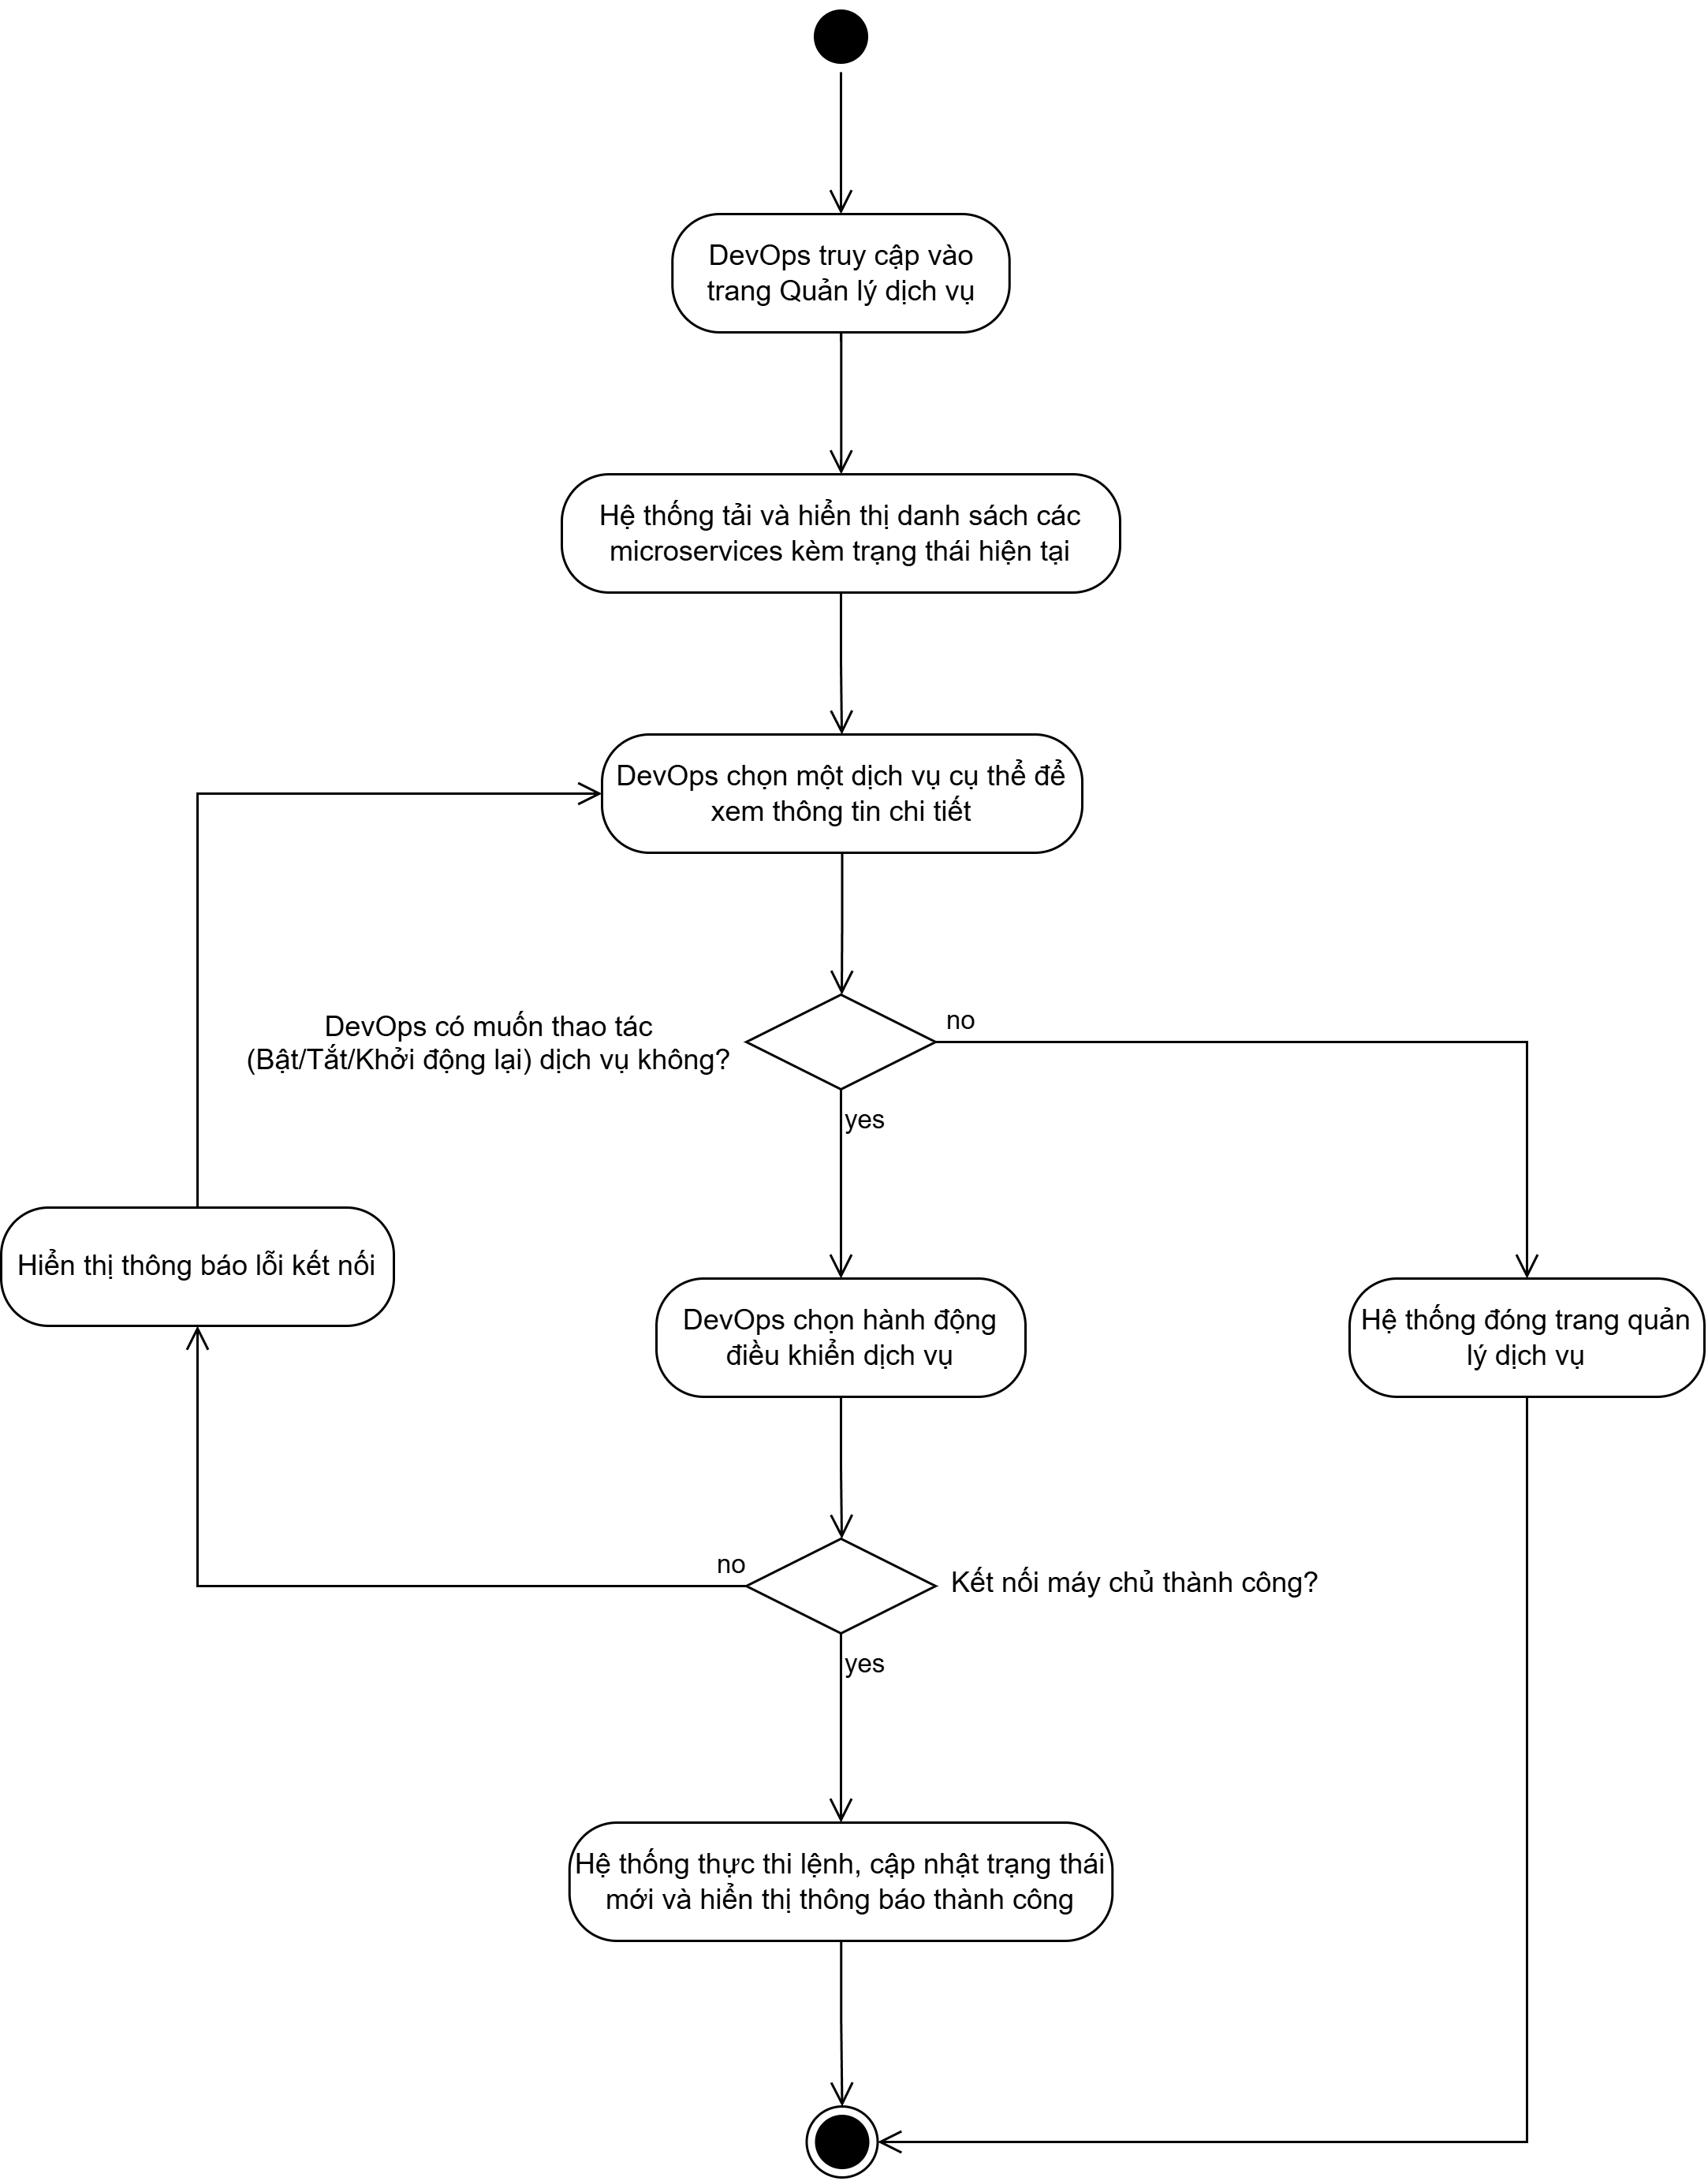 DevOps truy cập vào
trang Quản lý dịch vụ
Hệ thống tải và hiển thị danh sách các
microservices kèm trạng thái hiện tại
DevOps chọn một dịch vụ cụ thể để
xem thông tin chi tiết
DevOps có muốn thao tác
(Bật/Tắt/Khởi động lại) dịch vụ không?
no
yes
Hiển thị thông báo lỗi kết nối
DevOps chọn hành động
điều khiển dịch vụ
Hệ thống đóng trang quản
lý dịch vụ
no
Kết nối máy chủ thành công?
yes
Hệ thống thực thi lệnh, cập nhật trạng thái
mới và hiển thị thông báo thành công